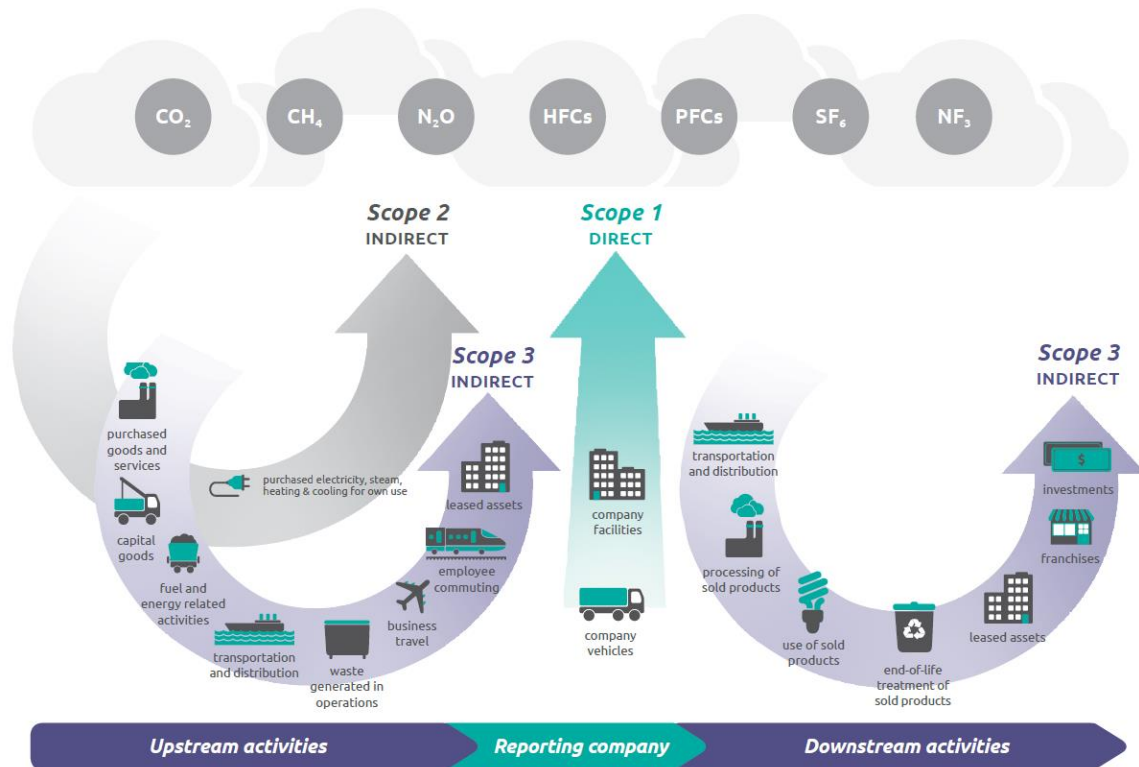 CO₂
CH₄
N₂O
HFCs
PFCs
SF₆
NF₃
Scope 2
INDIRECT
Scope 1
DIRECT
Scope 3
INDIRECT
Scope 3
INDIRECT
purchased
goods and
services
capital
goods
fuel and
energy related
activities
transportation
and distribution
waste
generated in
operations
business
travel
employee
commuting
leased assets
purchased electricity, steam,
heating & cooling for own use
company
facilities
company
vehicles
transportation
and distribution
processing of
sold products
use of sold
products
end-of-life
treatment of
sold products
leased assets
franchises
$
investments
Upstream activities
Reporting company
Downstream activities